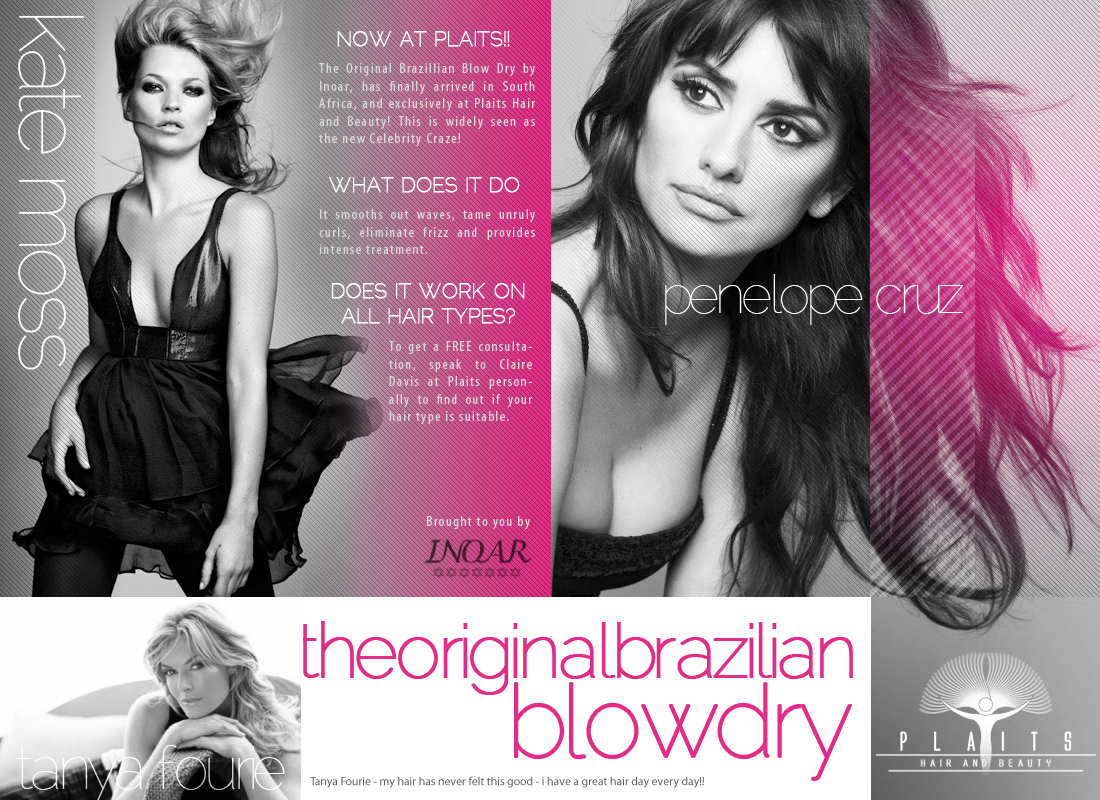 kate moss
NOW AT PLAITS!!
The Original Brazillian Blow Dry by
Inoar, has finally arrived in South
Africa, and exclusively at Plaits Hair
and Beauty! This is widely seen as
the new Celebrity Craze!
WHAT DOES IT DO
It smooths out waves, tame unruly
curls, eliminate frizz and provides
intense treatment.
DOES IT WORK ON
ALL HAIR TYPES?
To get a FREE consulta-
tion, speak to Claire
Davis at Plaits person-
ally to find out if your
hair type is suitable.
Brought to you by
INOAR
penelope cruz
tanya fourie
theoriginalbrazilian
blowdry
Tanya Fourie - my hair has never felt this good - i have a great hair day every day!!
PLAITS
HAIR AND BEAUTY